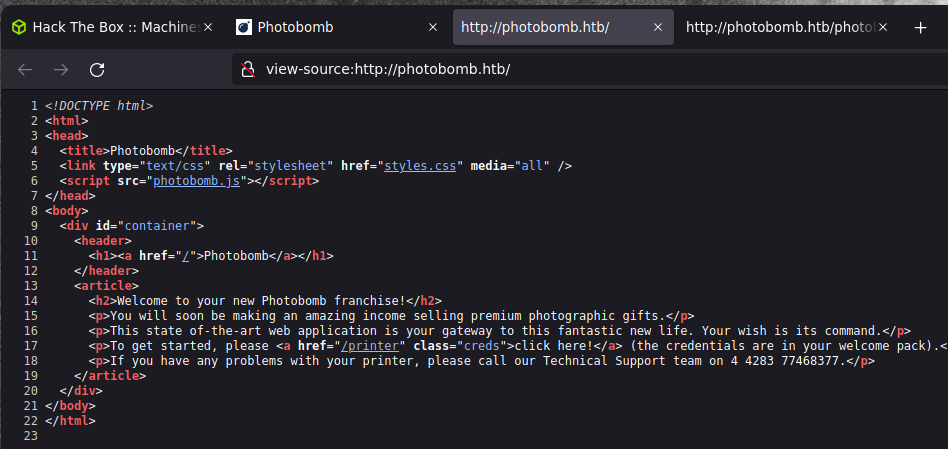 Hack The Box :: Machines
Photobomb
http://photobomb.htb/
http://photobomb.htb/photo
view-source:http://photobomb.htb/
1 <!DOCTYPE html>
2 <html>
3 <head>
4 <title>Photobomb</title>
5 <link type="text/css" rel="stylesheet" href="styles.css" media="all" />
6 <script src="photobomb.js"></script>
7 </head>
8 <body>
9 <div id="container">
10 <header>
11 <h1><a href="/">Photobomb</a></h1>
12 </header>
13 <article>
14 <h2>Welcome to your new Photobomb franchise!</h2>
15 <p>You will soon be making an amazing income selling premium photographic gifts.</p>
16 <p>This state of-the-art web application is your gateway to this fantastic new life. Your wish is its command.</p>
17 <p>To get started, please <a href="/printer" class="creds">click here!</a> (the credentials are in your welcome pack).<
18 <p>If you have any problems with your printer, please call our Technical Support team on 4 4283 77468377.</p>
19 </article>
20 </div>
21 </body>
22 </html>
23